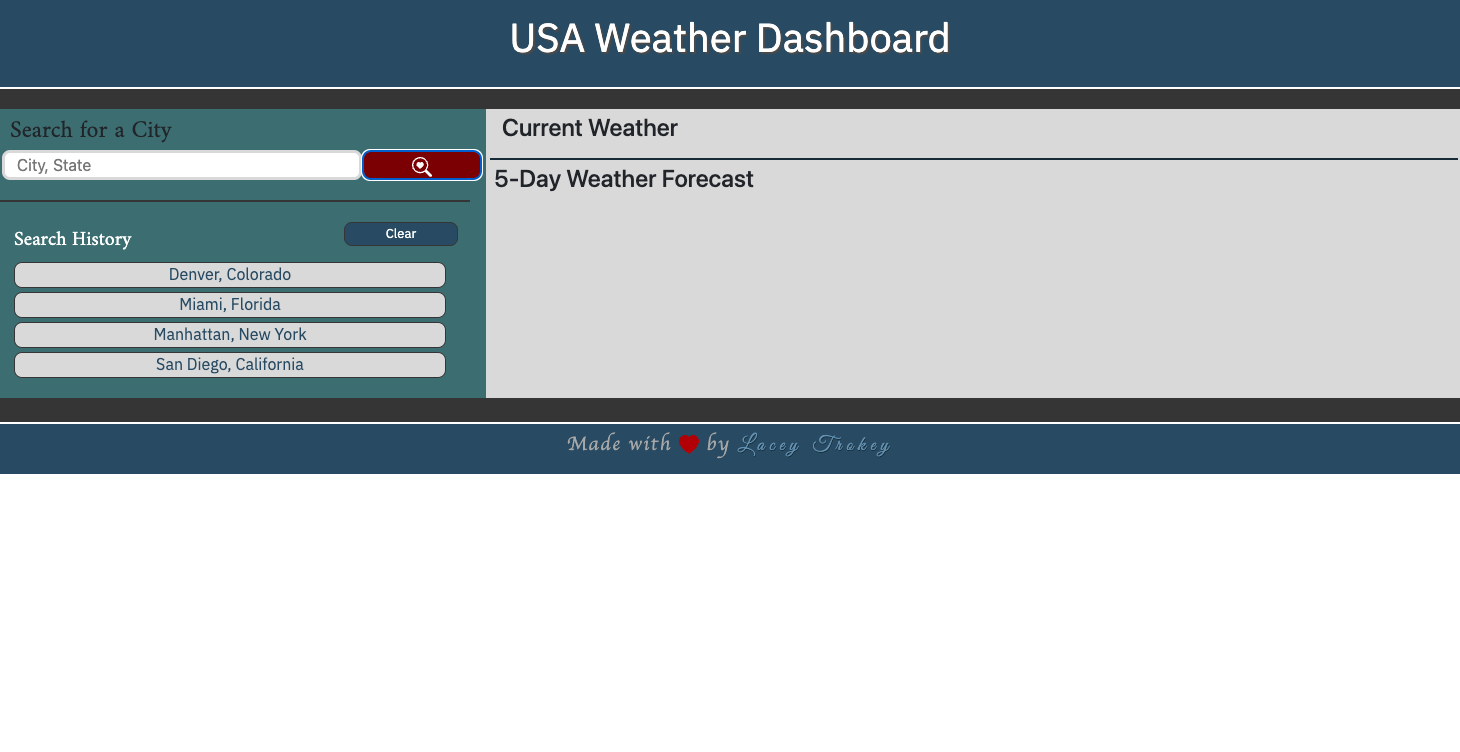 USA Weather Dashboard
Search for a City
City, State
Search History
Clear
Denver, Colorado
Miami, Florida
Manhattan, New York
San Diego, California
Current Weather
5-Day Weather Forecast
Made with ❤ by Lacey Trokey